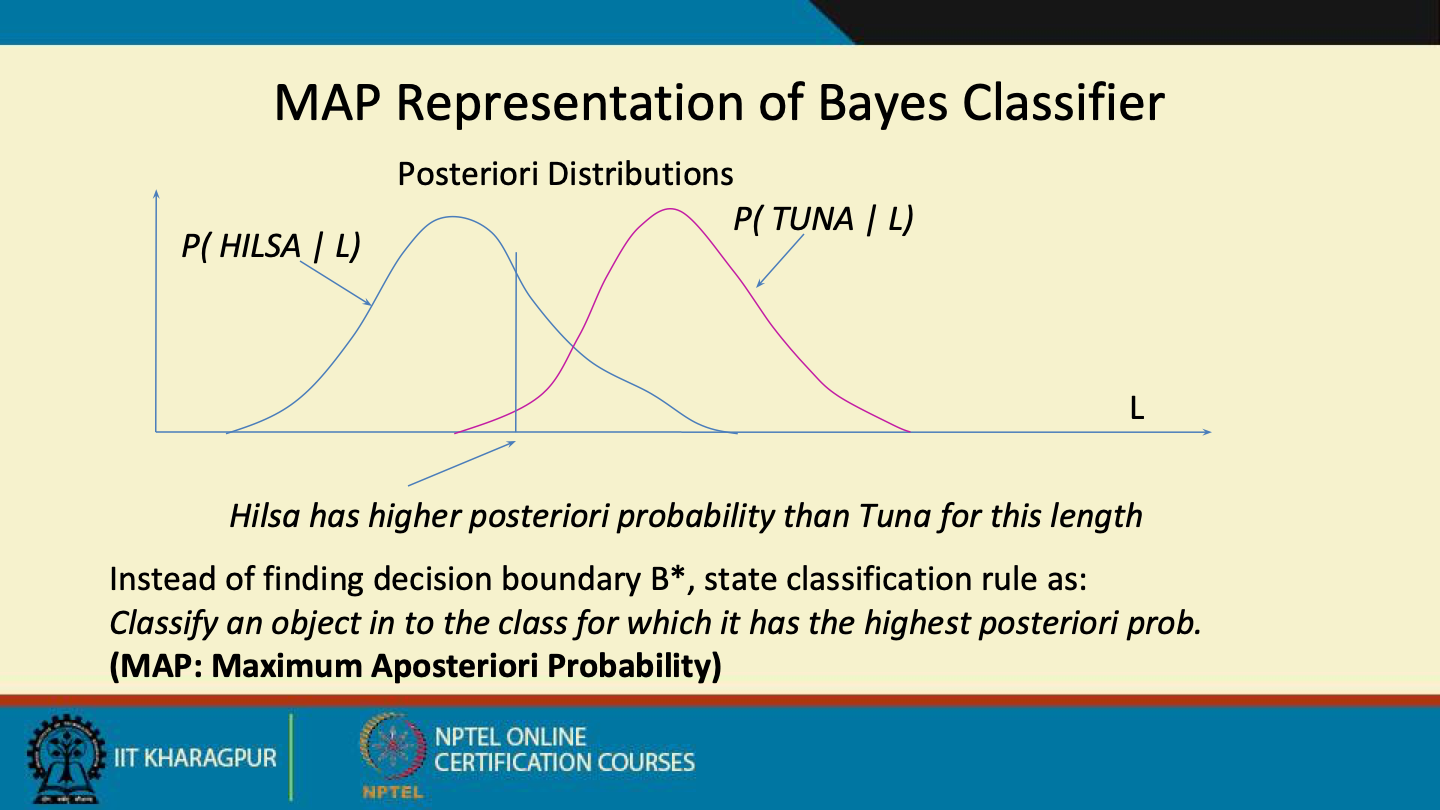 MAP Representation of Bayes Classifier
Posteriori Distributions
P( HILSA | L)
P( TUNA | L)
L
Hilsa has higher posteriori probability than Tuna for this length
Instead of finding decision boundary B*, state classification rule as:
Classify an object in to the class for which it has the highest posteriori prob.
(MAP: Maximum Aposteriori Probability)
IIT KHARAGPUR
NPTEL
NPTEL ONLINE
CERTIFICATION COURSES